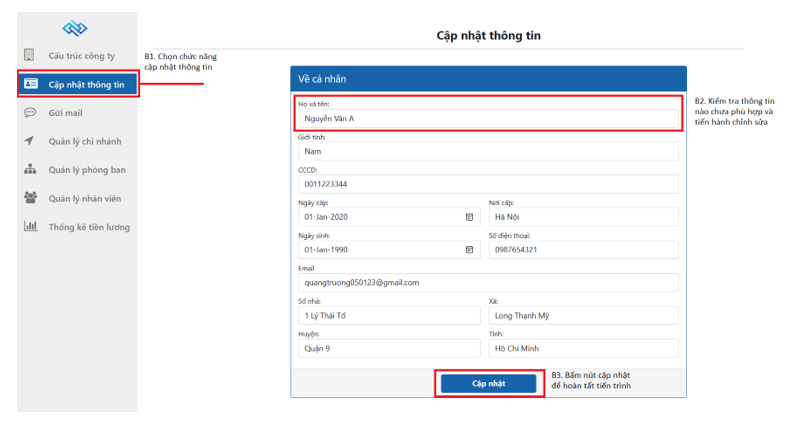 Cập nhật thông tin
Cấu trúc công ty
B1. Chọn chức năng
cập nhật thông tin
Cập nhật thông tin
Gửi mail
Quản lý chi nhánh
Quản lý phòng ban
Quản lý nhân viên
Thống kê tiền lương
Về cá nhân
Họ và tên:
Nguyễn Văn A
B2. Kiểm tra thông tin
nào chưa phù hợp và
tiến hành chỉnh sửa
Giới tính:
Nam
CCCD:
0011223344
Ngày cấp:
Nơi cấp:
01-Jan-2020
Hà Nội
Ngày sinh:
Số điện thoại:
01-Jan-1990
0987654321
Email
quangtruong050123@gmail.com
Số nhà:
Xã:
1 Lý Thái Tổ
Long Thạnh Mỹ
Huyện:
Tỉnh:
Quận 9
Hồ Chí Minh
Cập nhật
B3. Bấm nút cập nhật
để hoàn tất tiến trình